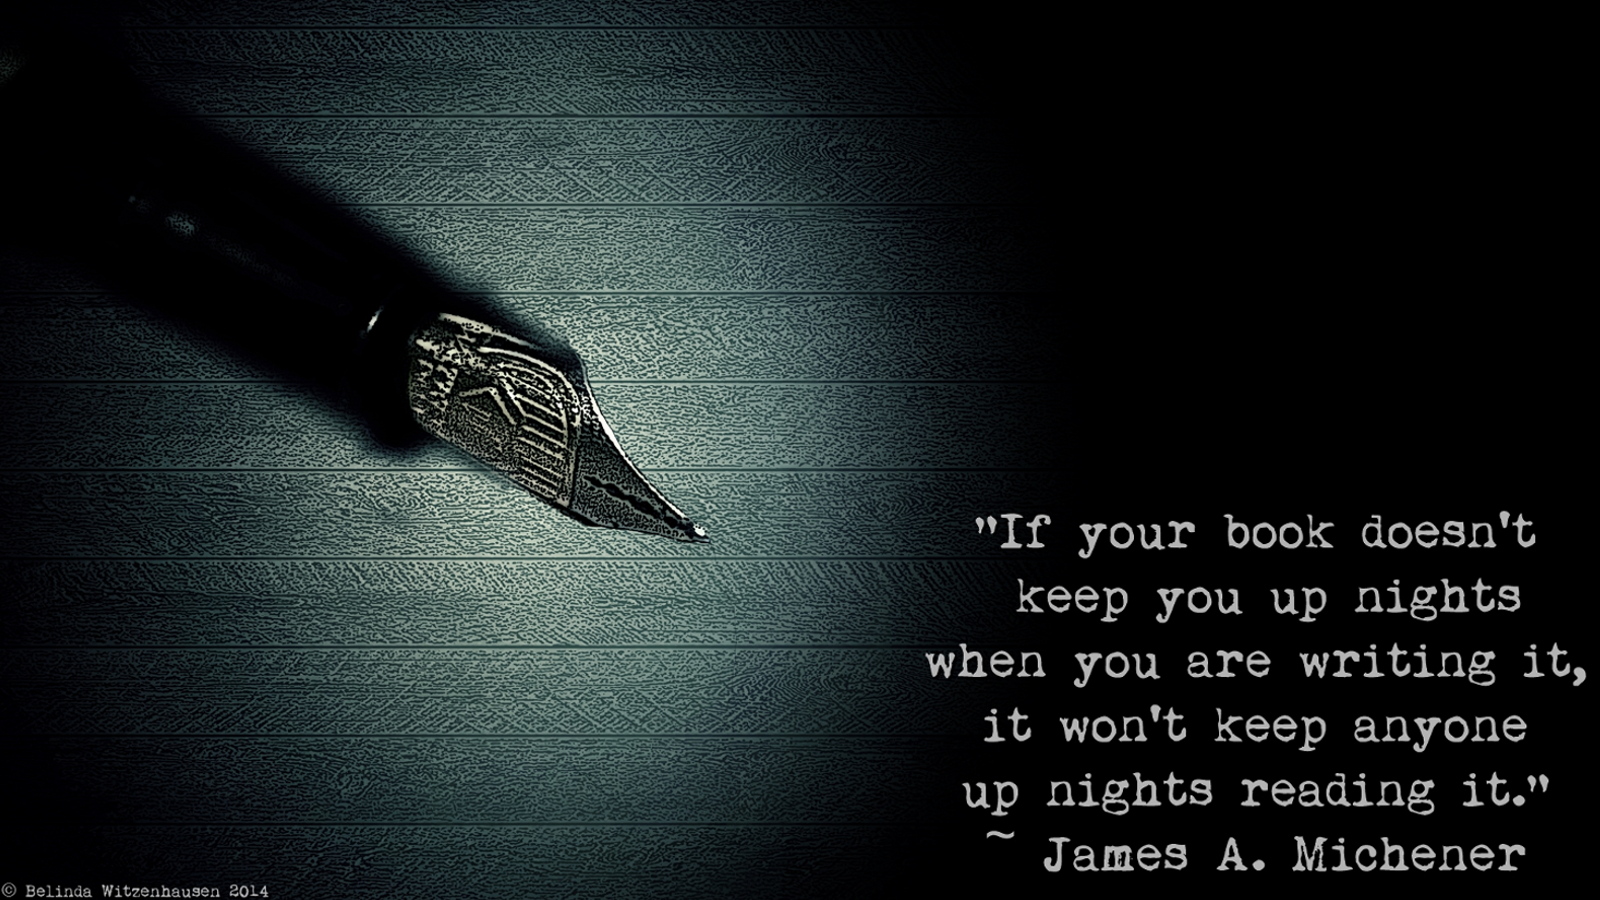 "If your book doesn't
keep you up nights
when you are writing it,
it won't keep anyone
up nights reading it."
~ James A. Michener
© Belinda Witzenhausen 2014